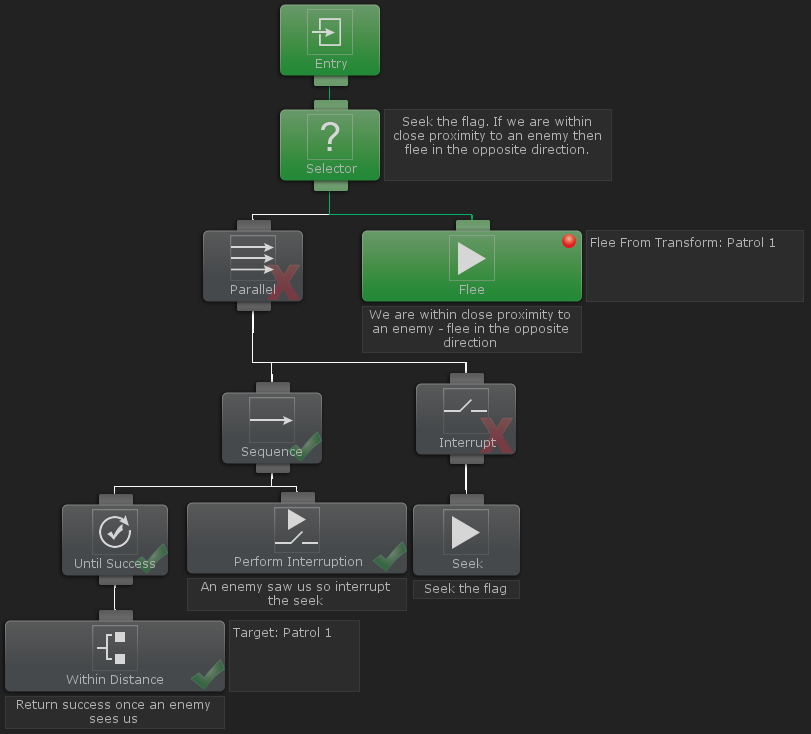 Entry
Seek the flag. If we are within
close proximity to an enemy then
flee in the opposite direction.
?
Selector
Parallel
Flee
Flee From Transform: Patrol 1
We are within close proximity to
an enemy - flee in the opposite
direction
Sequence
Interrupt
Until Success
Perform Interruption
Seek
An enemy saw us so interrupt
the seek
Seek the flag
Within Distance
Target: Patrol 1
Return success once an enemy
sees us